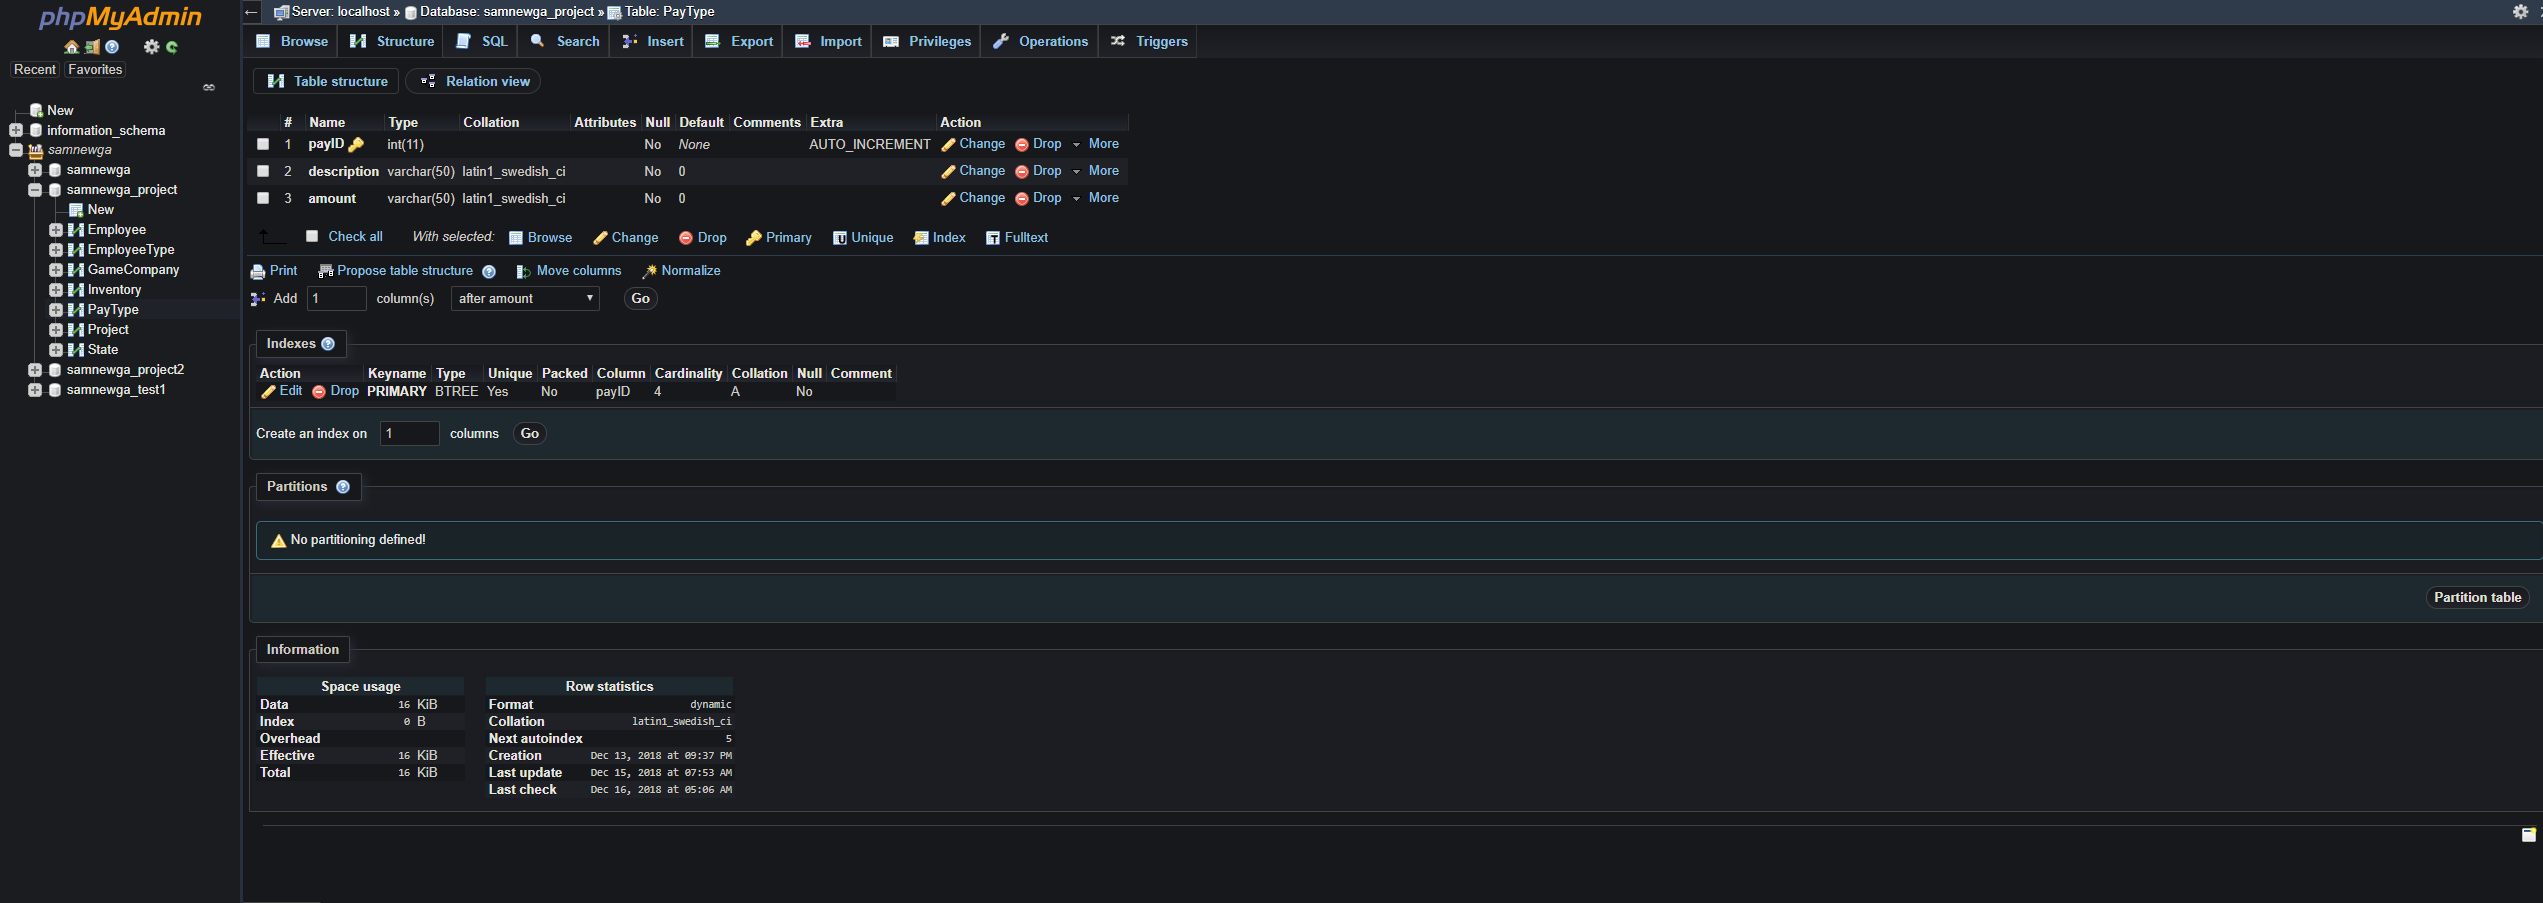 phpMyAdmin
Recent Favorites
New
information_schema
samnewga
samnewga
samnewga_project
New
Employee
EmployeeType
GameCompany
Inventory
PayType
Project
State
samnewga_project2
samnewga_test1
Server: localhost » Database: samnewga_project » Table: PayType
Browse Structure SQL Search Insert Export Import Privileges Operations Triggers
Table structure Relation view
# Name Type Collation Attributes Null Default Comments Extra Action
1 payID int(11) No None AUTO_INCREMENT Change Drop More
2 description varchar(50) latin1_swedish_ci No 0 Change Drop More
3 amount varchar(50) latin1_swedish_ci No 0 Change Drop More
Check all With selected: Browse Change Drop Primary Unique Index Fulltext
Print Propose table structure Move columns Normalize
Add 1 column(s) after amount Go
Indexes
Action Keyname Type Unique Packed Column Cardinality Collation Null Comment
Edit Drop PRIMARY BTREE Yes No payID 4 A No
Create an index on 1 columns Go
Partitions
No partitioning defined!
Partition table
Information
Space usage
Data 16 KiB
Index 0 B
Overhead
Effective 16 KiB
Total 16 KiB
Row statistics
Format dynamic
Collation latin1_swedish_ci
Next autoindex 5
Creation Dec 13, 2018 at 09:37 PM
Last update Dec 15, 2018 at 07:53 AM
Last check Dec 16, 2018 at 05:06 AM